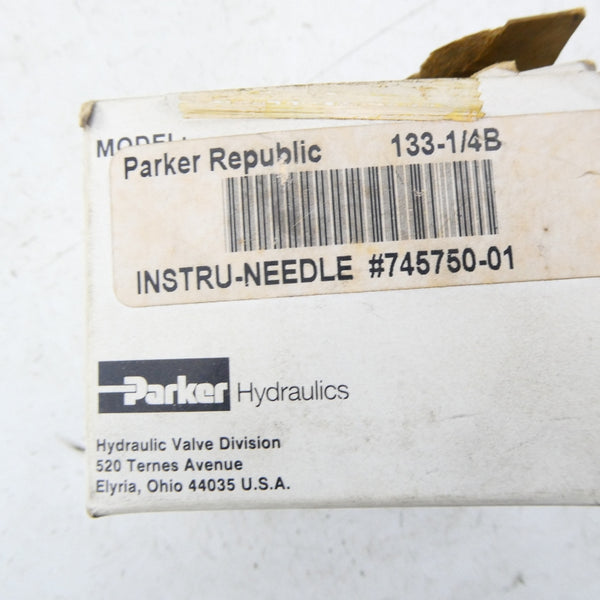 MODEL:
Parker Republic 133-1/4B
INSTRU-NEEDLE #745750-01
Parker Hydraulics
Hydraulic Valve Division
520 Ternes Avenue
Elyria, Ohio 44035 U.S.A.